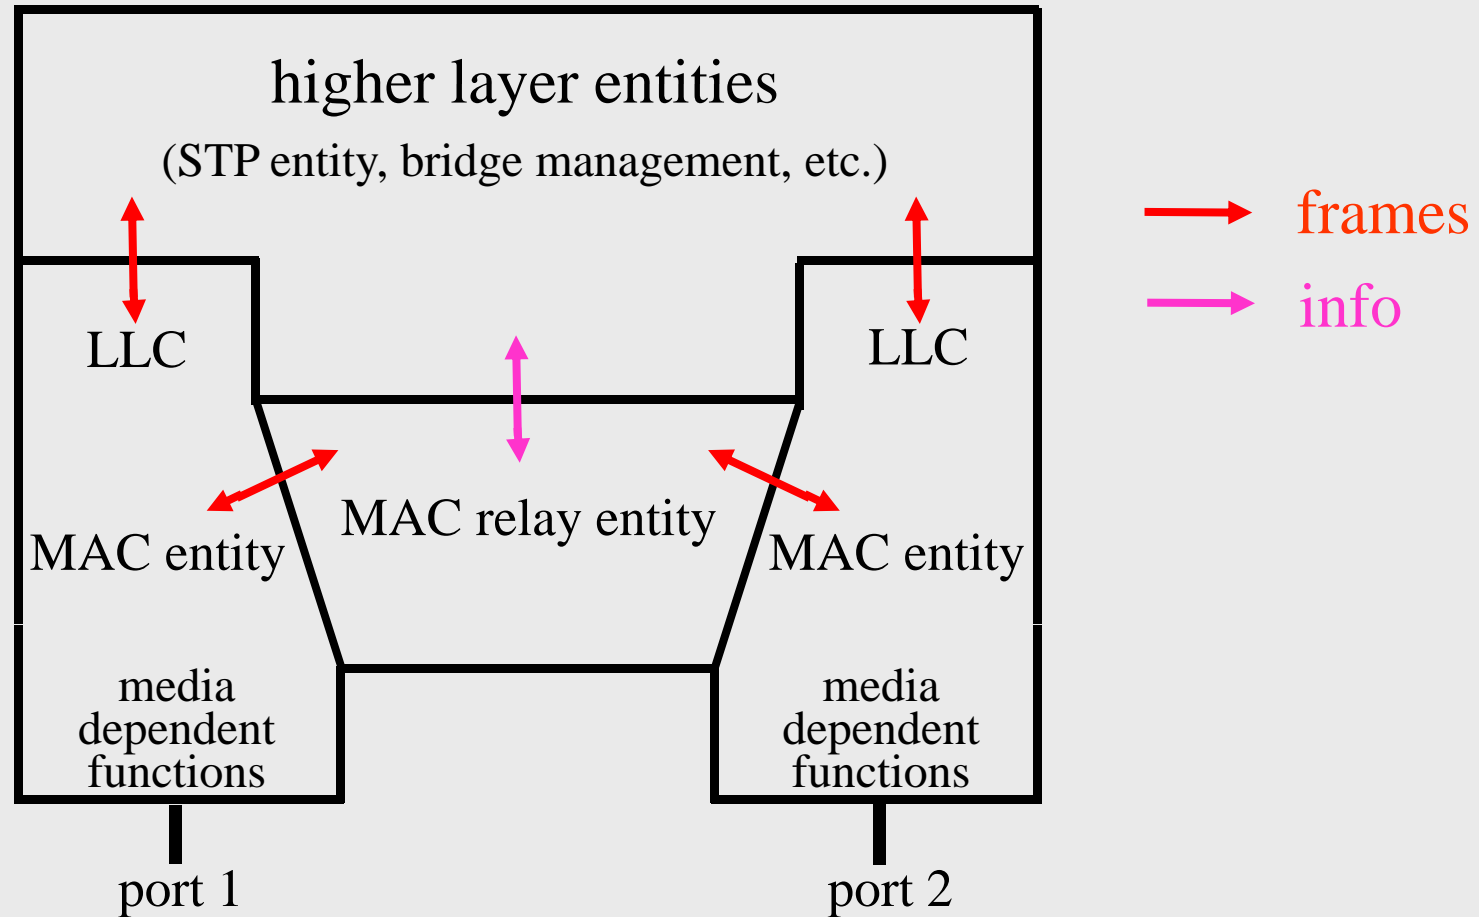 higher layer entities
(STP entity, bridge management, etc.)
frames
info
LLC
LLC
MAC relay entity
MAC entity
MAC entity
media
dependent
functions
media
dependent
functions
port 1
port 2